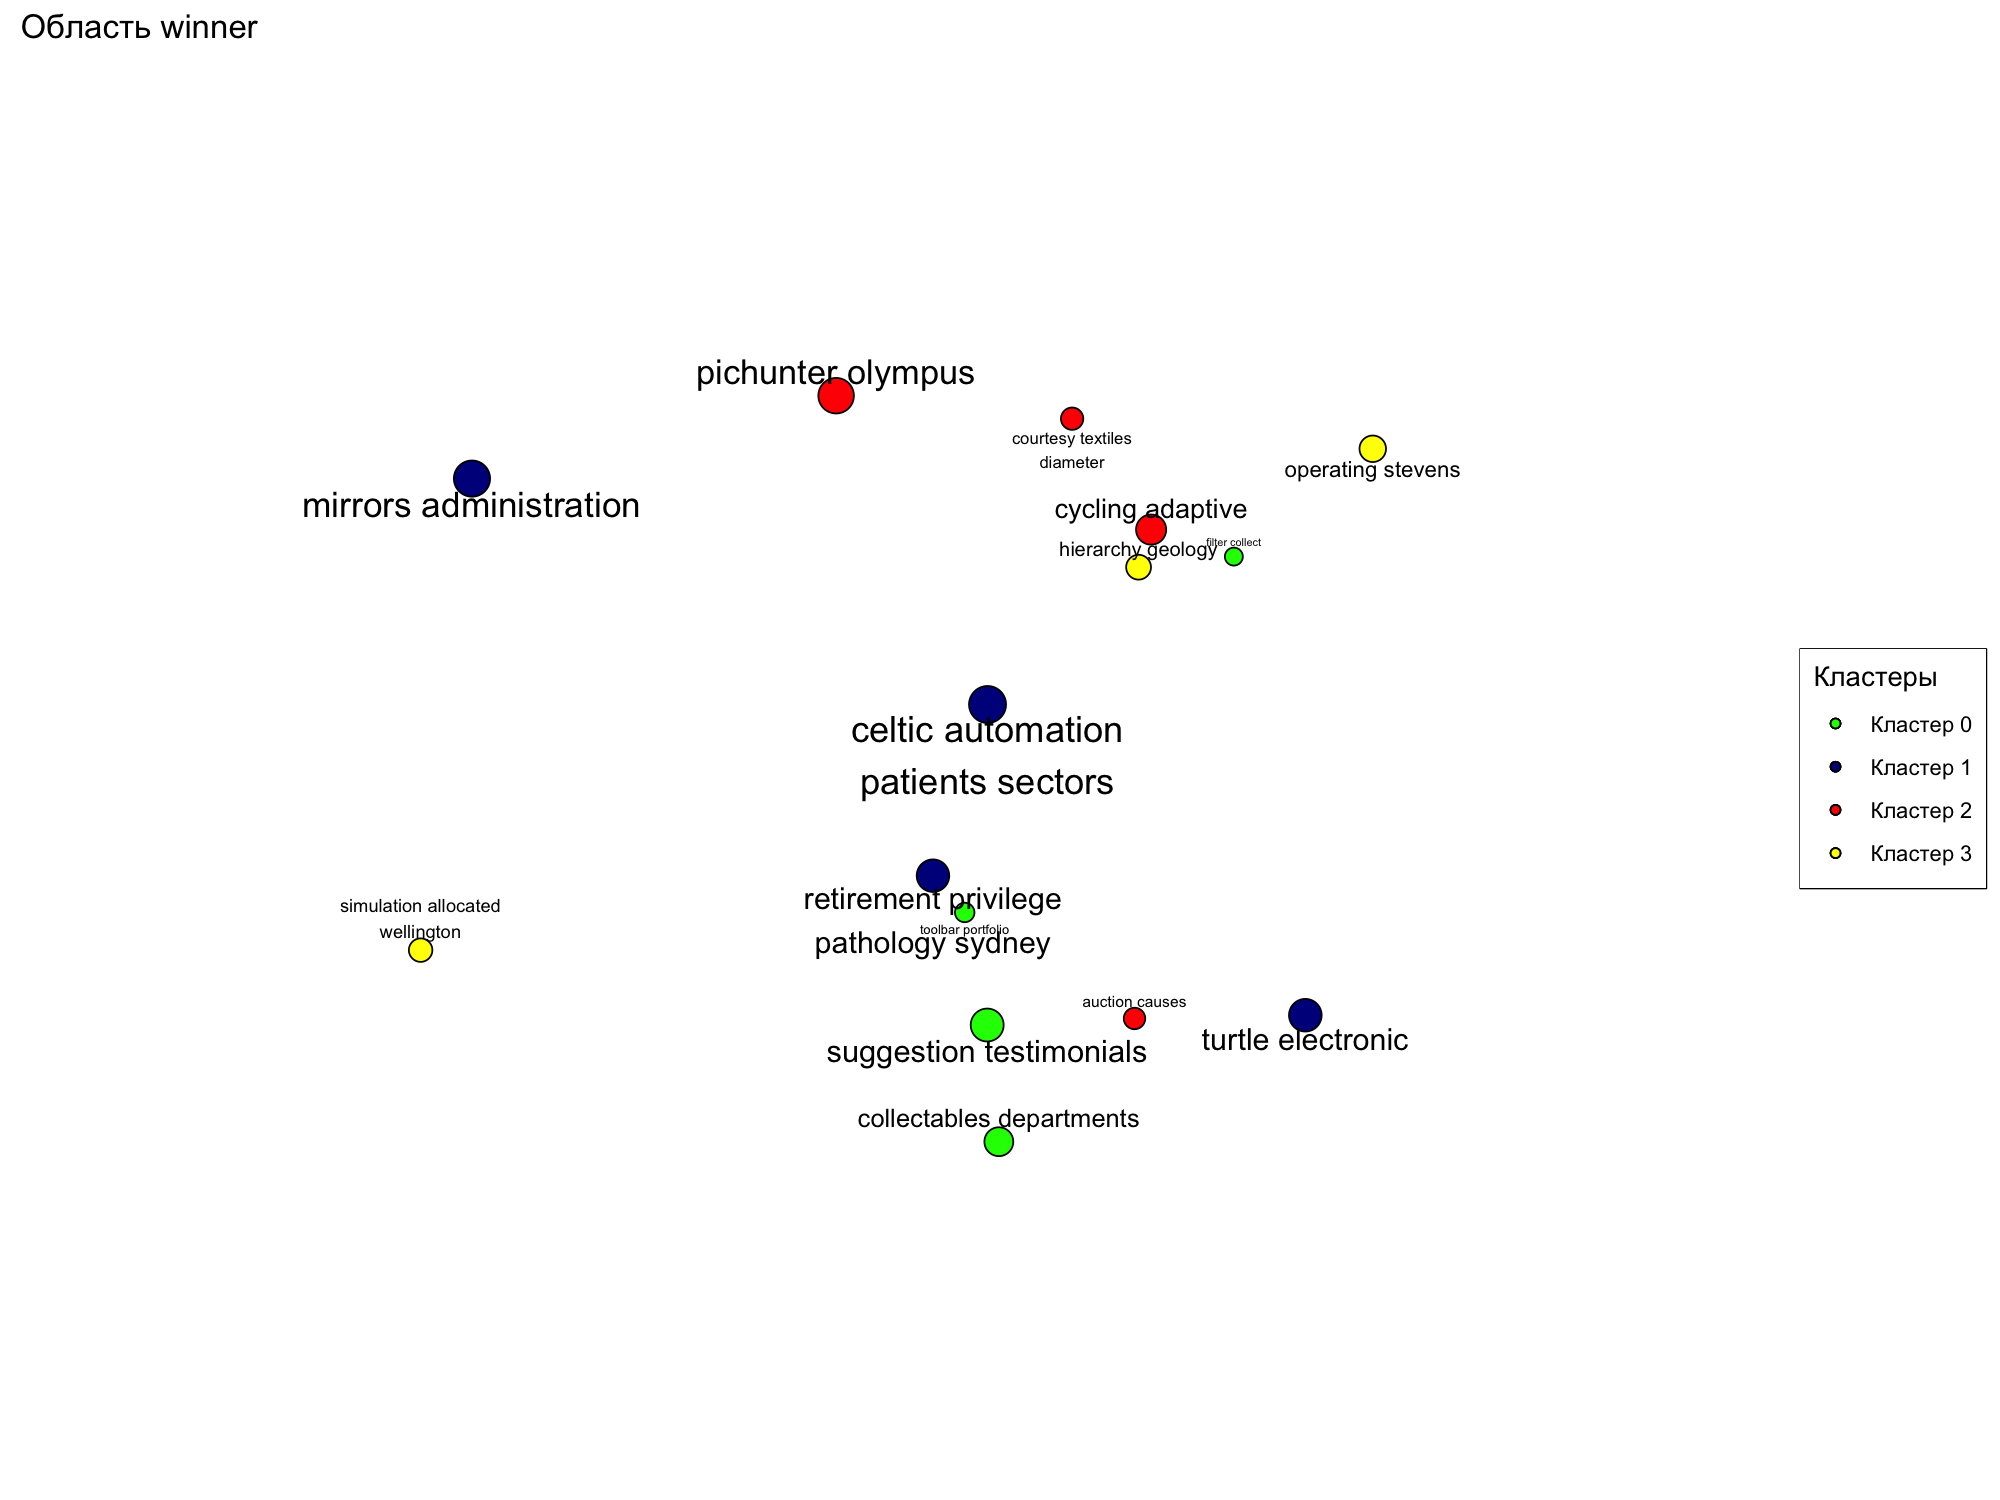 Область winner
pichunter olympus
courtesy textiles
diameter
operating stevens
mirrors administration
cycling adaptive
filter collect
hierarchy geology
celtic automation
patients sectors
Кластеры
Кластер 0
Кластер 1
Кластер 2
Кластер 3
retirement privilege
pathology sydney
toolbar portfolio
simulation allocated
wellington
auction causes
suggestion testimonials
turtle electronic
collectables departments